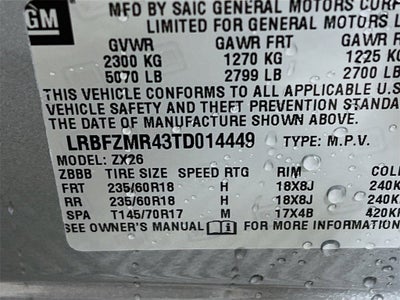 GM
MFD BY SAIC GENERAL MOTORS CORP
LIMITED FOR GENERAL MOTORS
GVWR GAWR FRT GAWR R
2300 KG 1270 KG 1225 K
5070 LB 2799 LB 2700 LB
THIS VEHICLE CONFORMS TO ALL APPLICABLE U.S
VEHICLE SAFETY AND THEFT PREVENTION STANDA
DATE OF MANUFACTURE SHOWN ABOVE.
LRBFZMR43TD014449 TYPE: M.P.V.
MODEL: ZX26
ZBBB TIRE SIZE SPEED RTG RIM COL
FRT 235/60R18 H 18X8J 240K
RR 235/60R18 H 18X8J 240K
SPA T145/70R17 M 17X4B 420K
SEE OWNER'S MANUAL FOR MORE INFORMATION